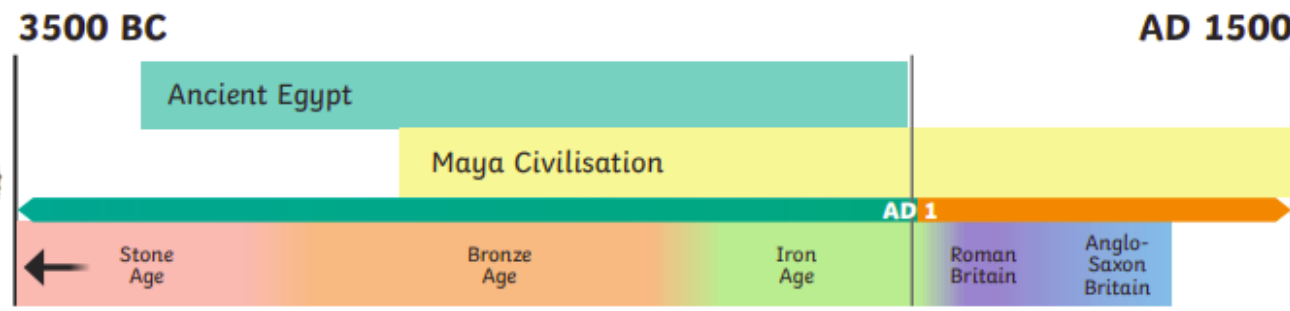 3500 BC
AD 1500
Ancient Egypt
Maya Civilisation
AD 1
Stone
Age
Bronze
Age
Iron
Age
Roman
Britain
Anglo-
Saxon
Britain